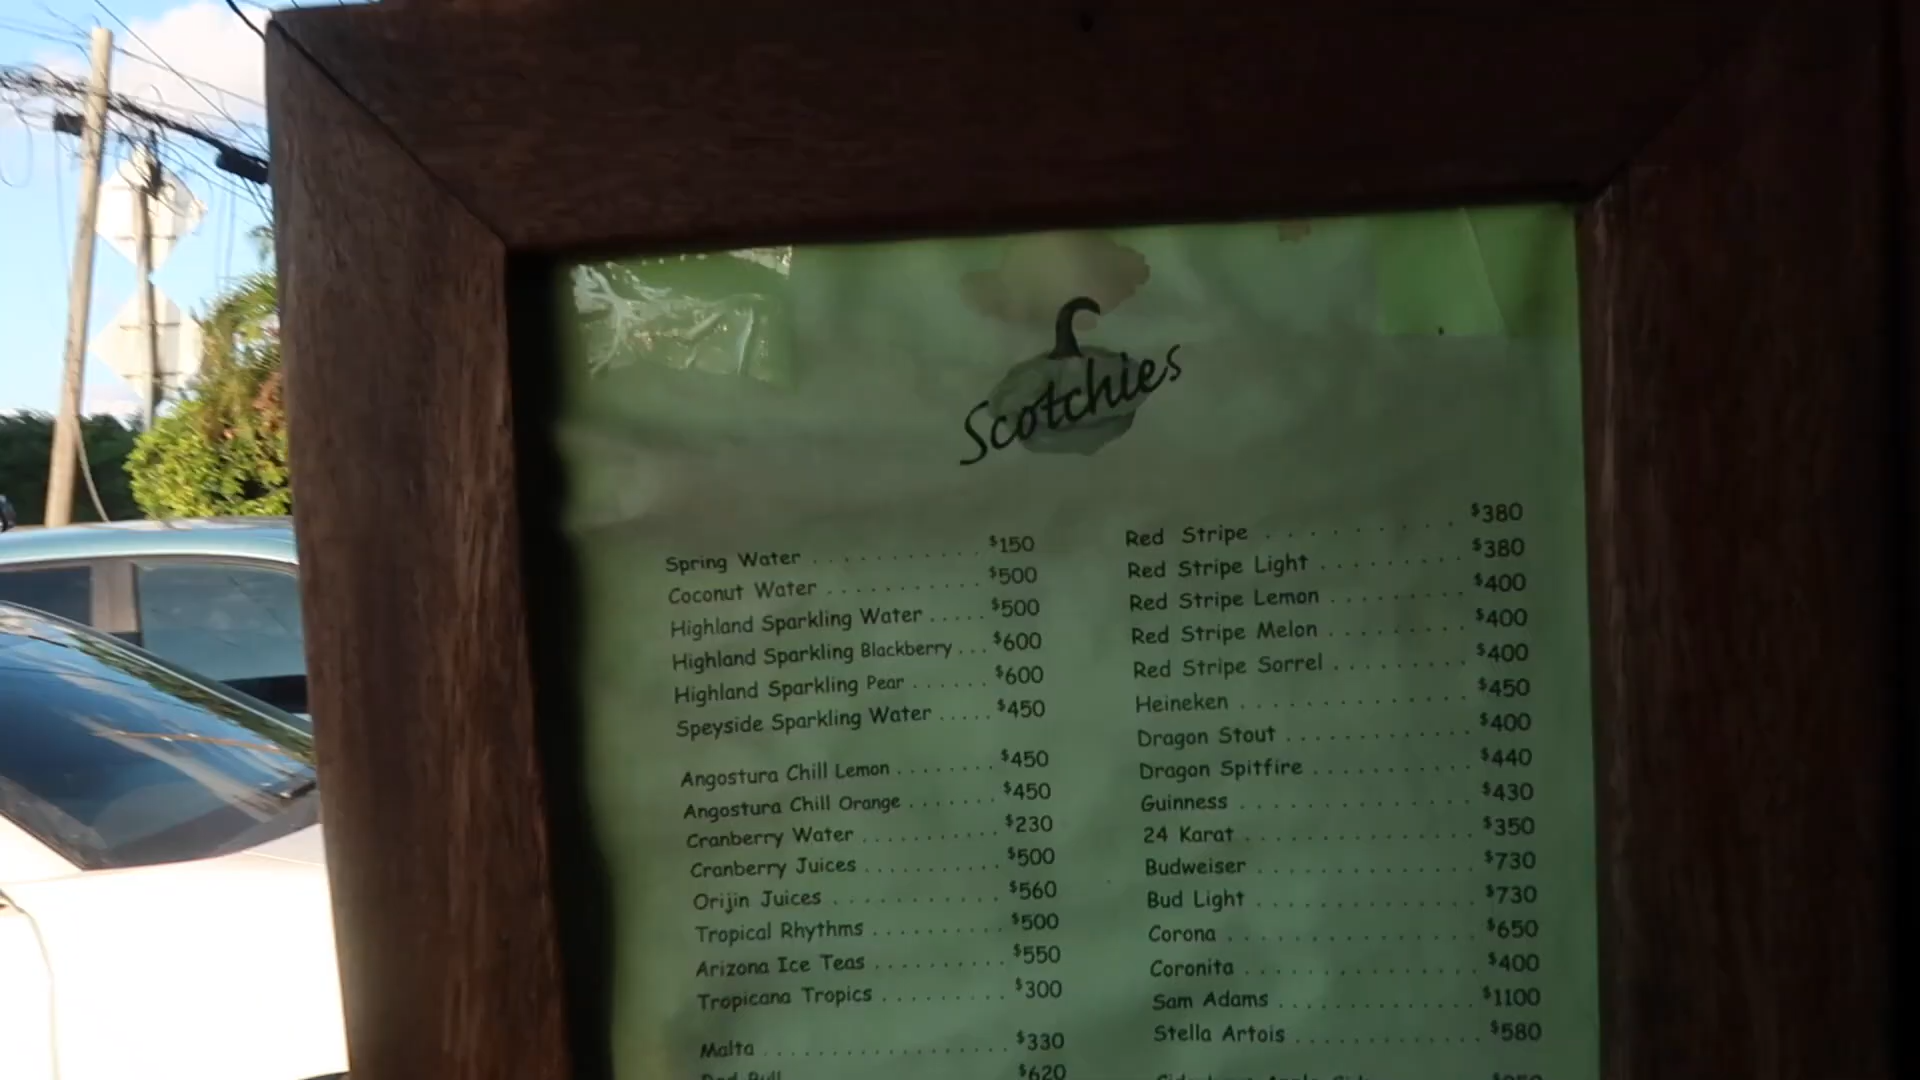 Scotchies
Spring Water . . . . . . . . . . $150
Coconut Water . . . . . . . . . . $500
Highland Sparkling Water . . . . . $500
Highland Sparkling Blackberry . . . $600
Highland Sparkling Pear . . . . . . $600
Speyside Sparkling Water . . . . . $450
Angostura Chill Lemon . . . . . . . . $450
Angostura Chill Orange . . . . . . . $450
Cranberry Water . . . . . . . . . . $230
Cranberry Juices . . . . . . . . . . $500
Orijin Juices . . . . . . . . . . . . $560
Tropical Rhythms . . . . . . . . . . $500
Arizona Ice Teas . . . . . . . . . . $550
Tropicana Tropics . . . . . . . . . $300
Malta . . . . . . . . . . . . . . . . . . $330
Red Bull $620
Red Stripe . . . . . . . . . . $380
Red Stripe Light . . . . . . . . $380
Red Stripe Lemon . . . . . . . . $400
Red Stripe Melon . . . . . . . . $400
Red Stripe Sorrel . . . . . . . . $400
Heineken . . . . . . . . . . . . . $450
Dragon Stout . . . . . . . . . . . $400
Dragon Spitfire . . . . . . . . . . $440
Guinness . . . . . . . . . . . . . $430
24 Karat . . . . . . . . . . . . . $350
Budweiser . . . . . . . . . . . . . $730
Bud Light . . . . . . . . . . . . . $730
Corona . . . . . . . . . . . . . . . $650
Coronita . . . . . . . . . . . . . . $400
Sam Adams . . . . . . . . . . . . $1100
Stella Artois . . . . . . . . . . . $580